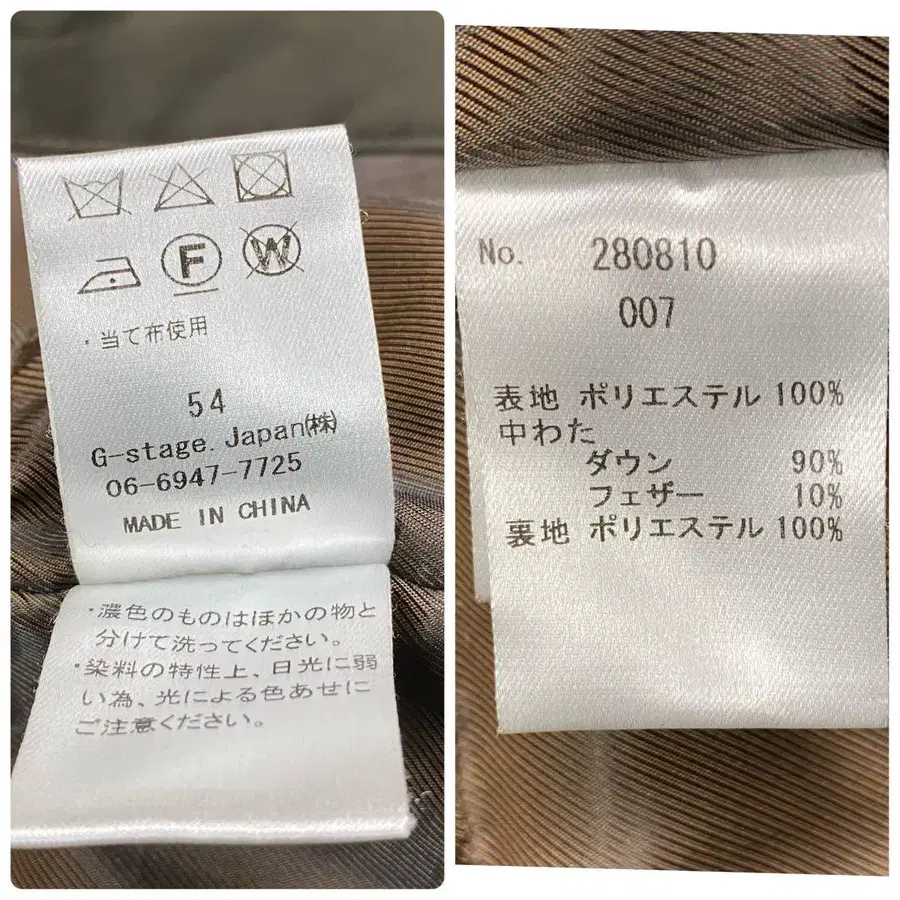 F
W
・当て布使用
54
G-stage.Japan㈱
06-6947-7725
MADE IN CHINA
・濃色のものはほかの物と
分けて洗ってください。
・染料の特性上、日光に弱
い為、光による色あせに
ご注意ください。
No. 280810
007
表地 ポリエステル 100%
中わた
ダウン 90%
フェザー 10%
裏地 ポリエステル 100%